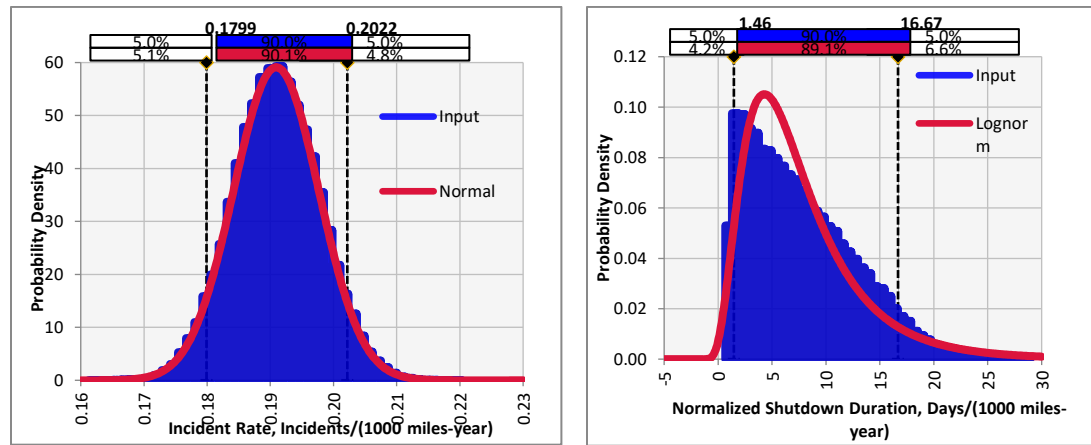 0.1799 0.2022
5.0% 90.0% 5.0%
5.1% 90.1% 4.8%
60
50
40
30
20
10
0
Probability Density
Input
Normal
0.16 0.17 0.18 0.19 0.20 0.21 0.22 0.23
Incident Rate, Incidents/(1000 miles-year)
1.46 16.67
5.0% 90.0% 5.0%
4.2% 89.1% 6.6%
0.12
0.10
0.08
0.06
0.04
0.02
0.00
Probability Density
Input
Lognor
m
-5 0 5 10 15 20 25 30
Normalized Shutdown Duration, Days/(1000 miles-
year)